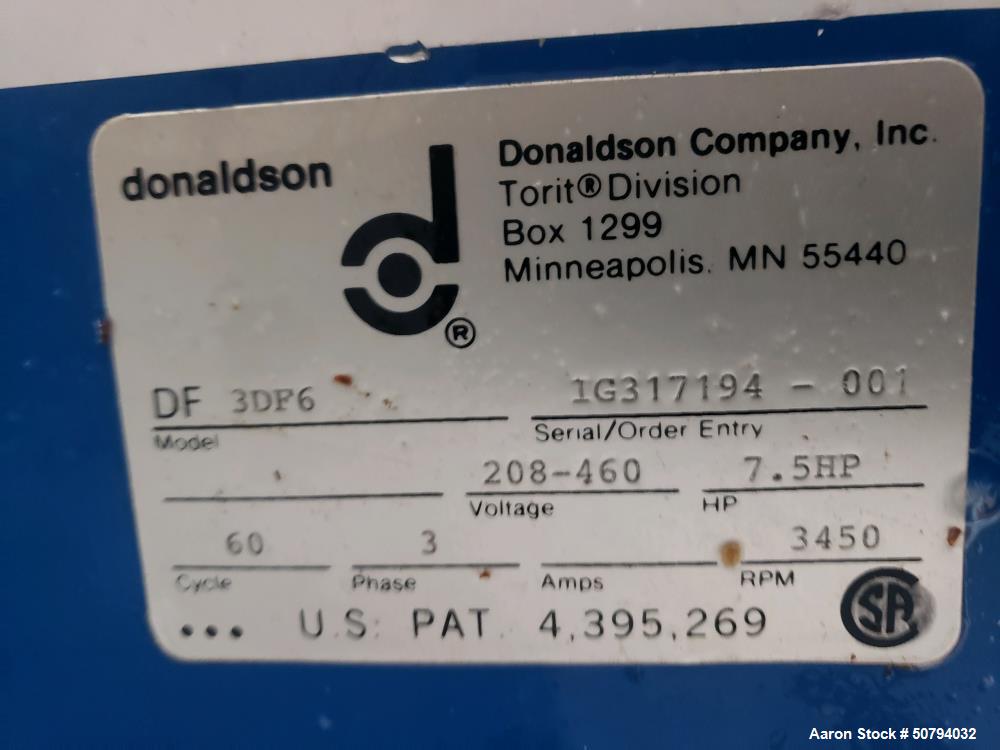 donaldson
d
®
Donaldson Company, Inc.
Torit® Division
Box 1299
Minneapolis. MN 55440
DF 3DF6
Model
IG317194 - 001
Serial/Order Entry
208-460
Voltage
7.5HP
HP
60
Cycle
3
Phase
Amps
3450
RPM
... U.S. PAT. 4,395,269
SA
Aaron Stock # 50794032